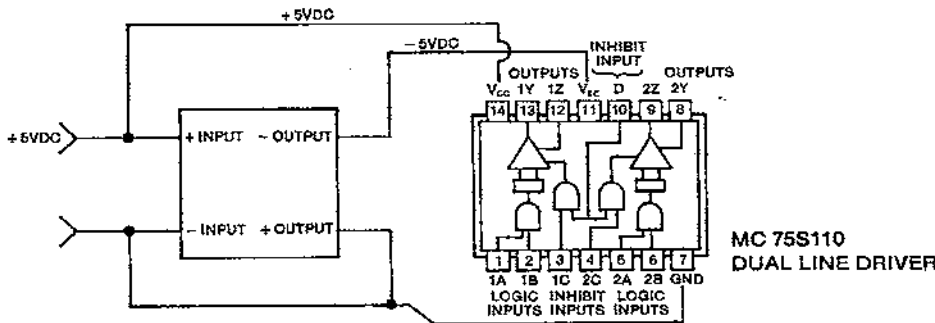 +5VDC
−5VDC
INHIBIT
INPUT
OUTPUTS
OUTPUTS
VCC 1Y 1Z VEC D 2Z 2Y
14 13 12 11 10 9 8
+5VDC
+ INPUT − OUTPUT
− INPUT + OUTPUT
1 2 3 4 5 6 7
1A 1B 1C 2C 2A 2B GND
LOGIC INHIBIT LOGIC
INPUTS INPUTS INPUTS
MC 75S110
DUAL LINE DRIVER